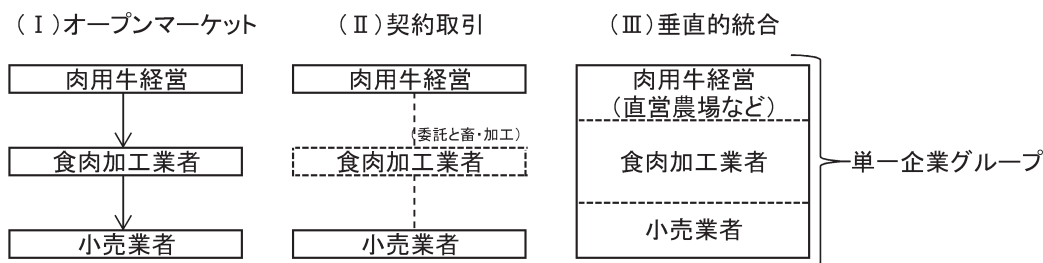 （Ⅰ）オープンマーケット
肉用牛経営
食肉加工業者
小売業者
（Ⅱ）契約取引
肉用牛経営
（委託と畜・加工）
食肉加工業者
小売業者
（Ⅲ）垂直的統合
肉用牛経営
（直営農場など）
食肉加工業者
小売業者
単一企業グループ